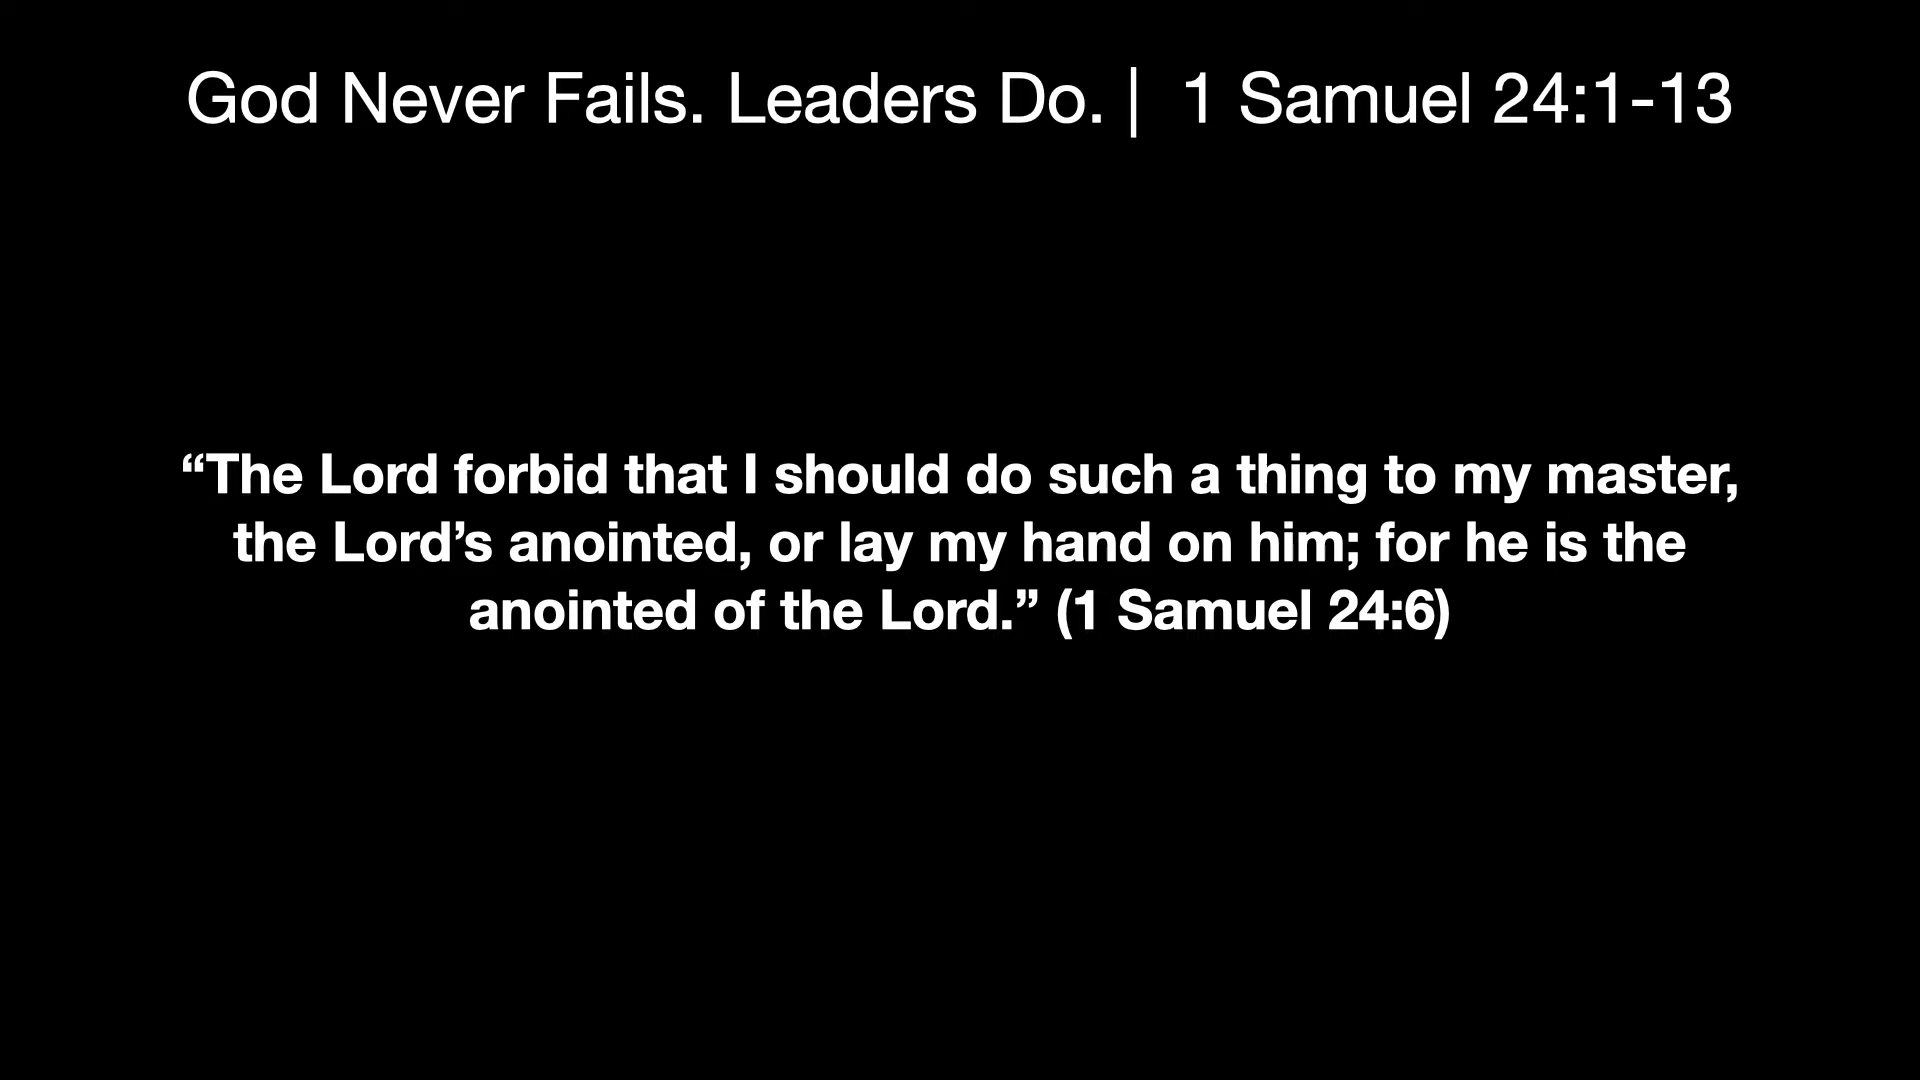 God Never Fails. Leaders Do. | 1 Samuel 24:1-13
“The Lord forbid that I should do such a thing to my master,
the Lord’s anointed, or lay my hand on him; for he is the
anointed of the Lord.” (1 Samuel 24:6)